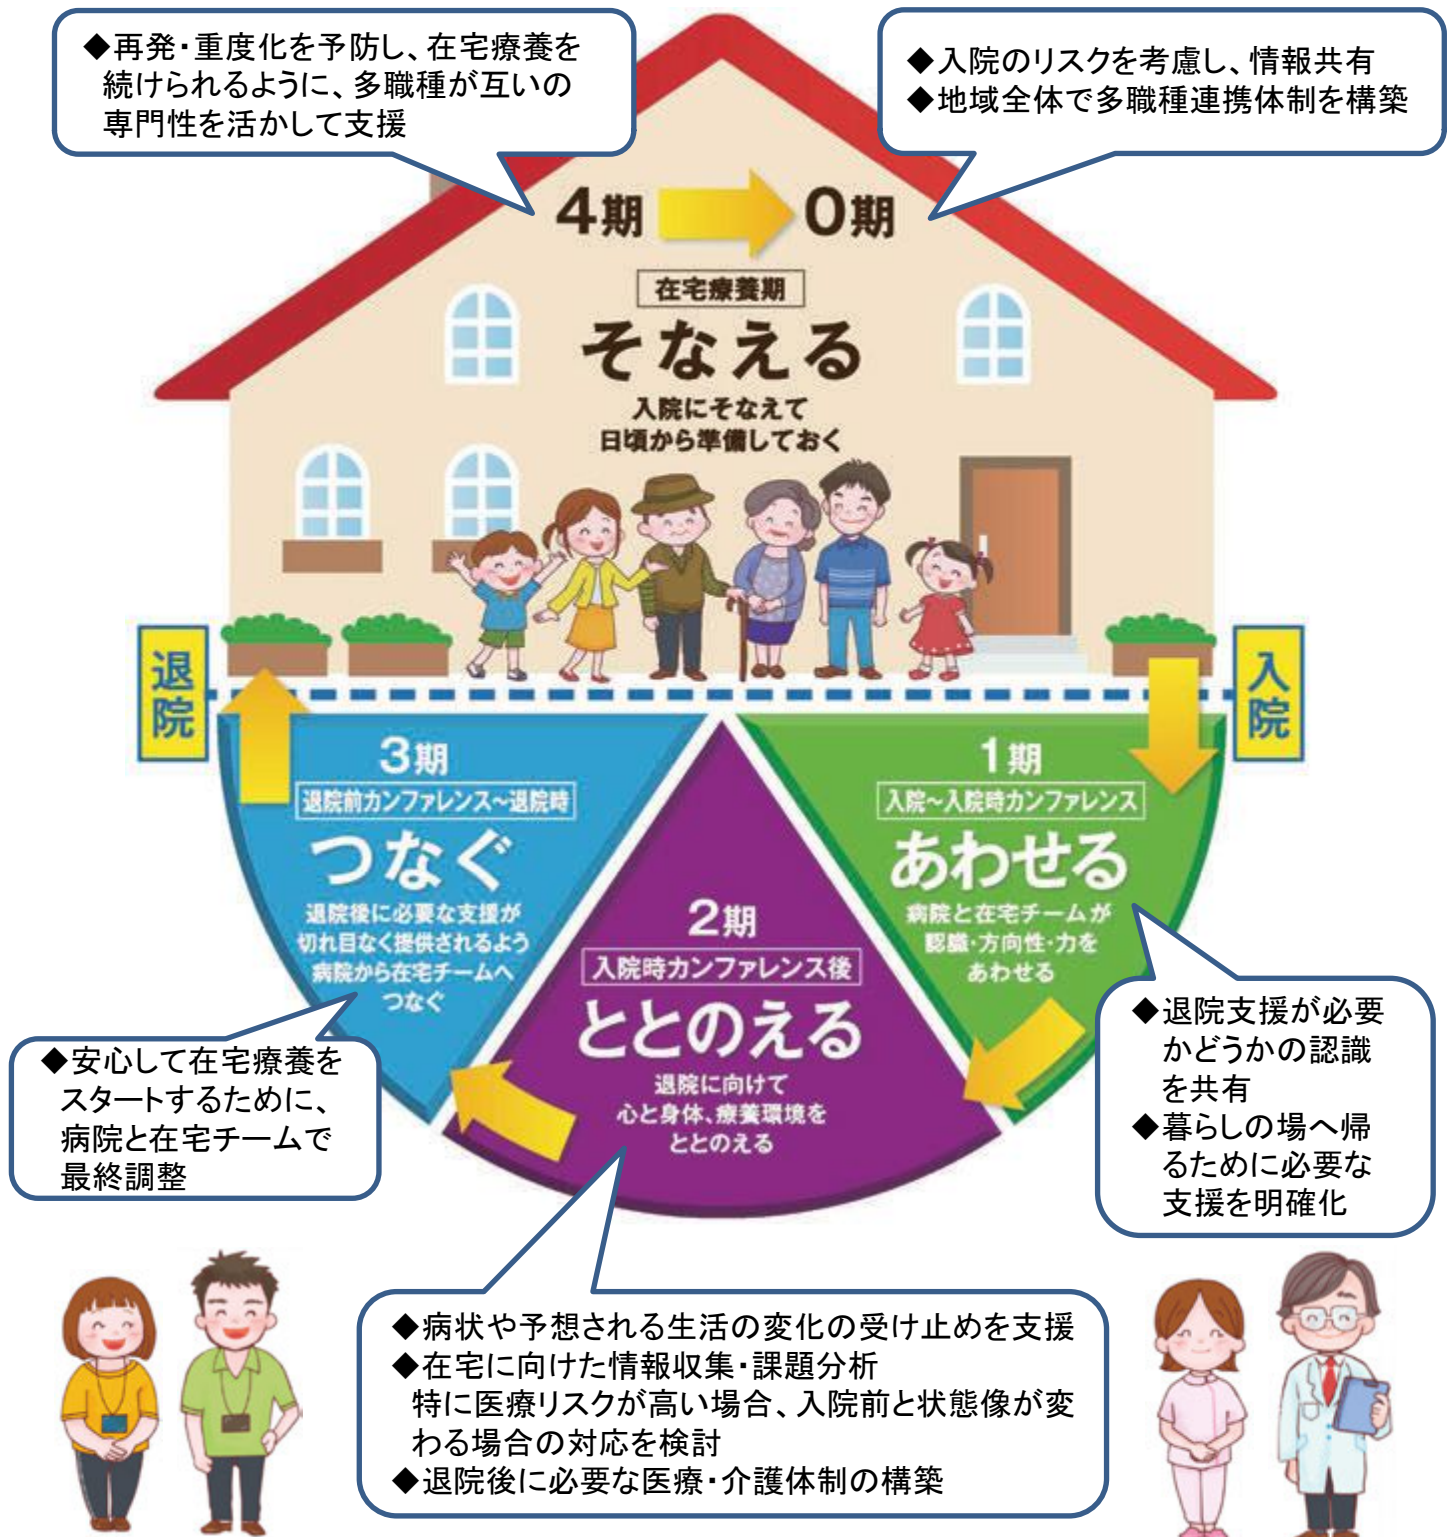 ◆再発・重度化を予防し、在宅療養を
続けられるように、多職種が互いの
専門性を活かして支援
◆入院のリスクを考慮し、情報共有
◆地域全体で多職種連携体制を構築
4期
0期
在宅療養期
そなえる
入院にそなえて
日頃から準備しておく
退院
入院
3期
退院前カンファレンス～退院時
つなぐ
退院後に必要な支援が
切れ目なく提供されるよう
病院から在宅チームへ
つなぐ
1期
入院～入院時カンファレンス
あわせる
病院と在宅チームが
認識・方向性・力を
あわせる
2期
入院時カンファレンス後
ととのえる
退院に向けて
心と身体、療養環境を
ととのえる
◆安心して在宅療養を
スタートするために、
病院と在宅チームで
最終調整
◆退院支援が必要
かどうかの認識
を共有
◆暮らしの場へ帰
るために必要な
支援を明確化
◆病状や予想される生活の変化の受け止めを支援
◆在宅に向けた情報収集・課題分析
特に医療リスクが高い場合、入院前と状態像が変
わる場合の対応を検討
◆退院後に必要な医療・介護体制の構築